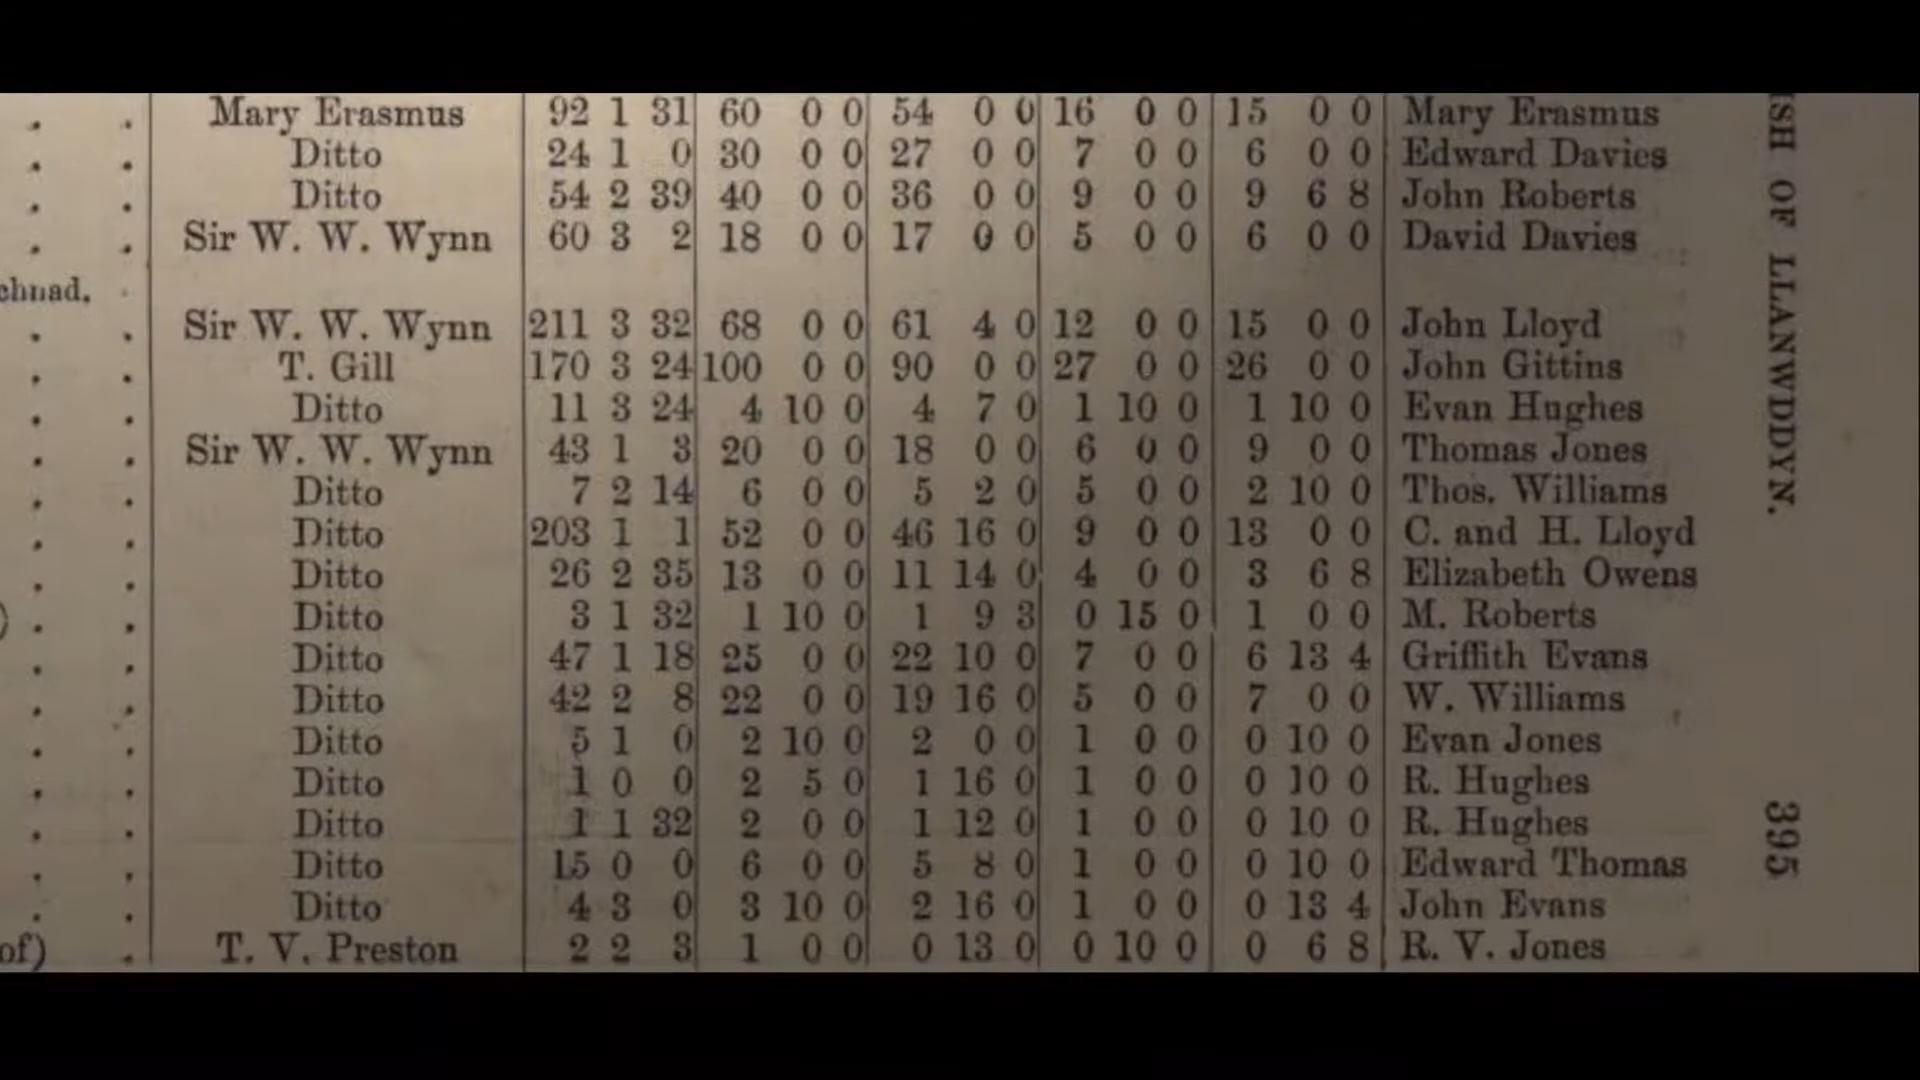 Mary Erasmus 92 1 31 60 0 0 54 0 0 16 0 0 15 0 0 Mary Erasmus
Ditto 24 1 0 30 0 0 27 0 0 7 0 0 6 0 0 Edward Davies
Ditto 54 2 39 40 0 0 36 0 0 9 0 0 9 6 8 John Roberts
Sir W. W. Wynn 60 3 2 18 0 0 17 0 0 5 0 0 6 0 0 David Davies
chnad.
Sir W. W. Wynn 211 3 32 68 0 0 61 4 0 12 0 0 15 0 0 John Lloyd
T. Gill 170 3 24 100 0 0 90 0 0 27 0 0 26 0 0 John Gittins
Ditto 11 3 24 4 10 0 4 7 0 1 10 0 1 10 0 Evan Hughes
Sir W. W. Wynn 43 1 3 20 0 0 18 0 0 6 0 0 9 0 0 Thomas Jones
Ditto 7 2 14 6 0 0 5 2 0 5 0 0 2 10 0 Thos. Williams
Ditto 203 1 1 52 0 0 46 16 0 9 0 0 13 0 0 C. and H. Lloyd
Ditto 26 2 35 13 0 0 11 14 0 4 0 0 3 6 8 Elizabeth Owens
) Ditto 3 1 32 1 10 0 1 9 3 0 15 0 1 0 0 M. Roberts
Ditto 47 1 18 25 0 0 22 10 0 7 0 0 6 13 4 Griffith Evans
Ditto 42 2 8 22 0 0 19 16 0 5 0 0 7 0 0 W. Williams
Ditto 5 1 0 2 10 0 2 0 0 1 0 0 0 10 0 Evan Jones
Ditto 1 0 0 2 5 0 1 16 0 1 0 0 0 10 0 R. Hughes
Ditto 1 1 32 2 0 0 1 12 0 1 0 0 0 10 0 R. Hughes
Ditto 15 0 0 6 0 0 5 8 0 1 0 0 0 10 0 Edward Thomas
Ditto 4 3 0 3 10 0 2 16 0 1 0 0 0 13 4 John Evans
of) T. V. Preston 2 2 3 1 0 0 0 13 0 0 10 0 0 6 8 R. V. Jones
ISH OF LLANWDDYN.
395